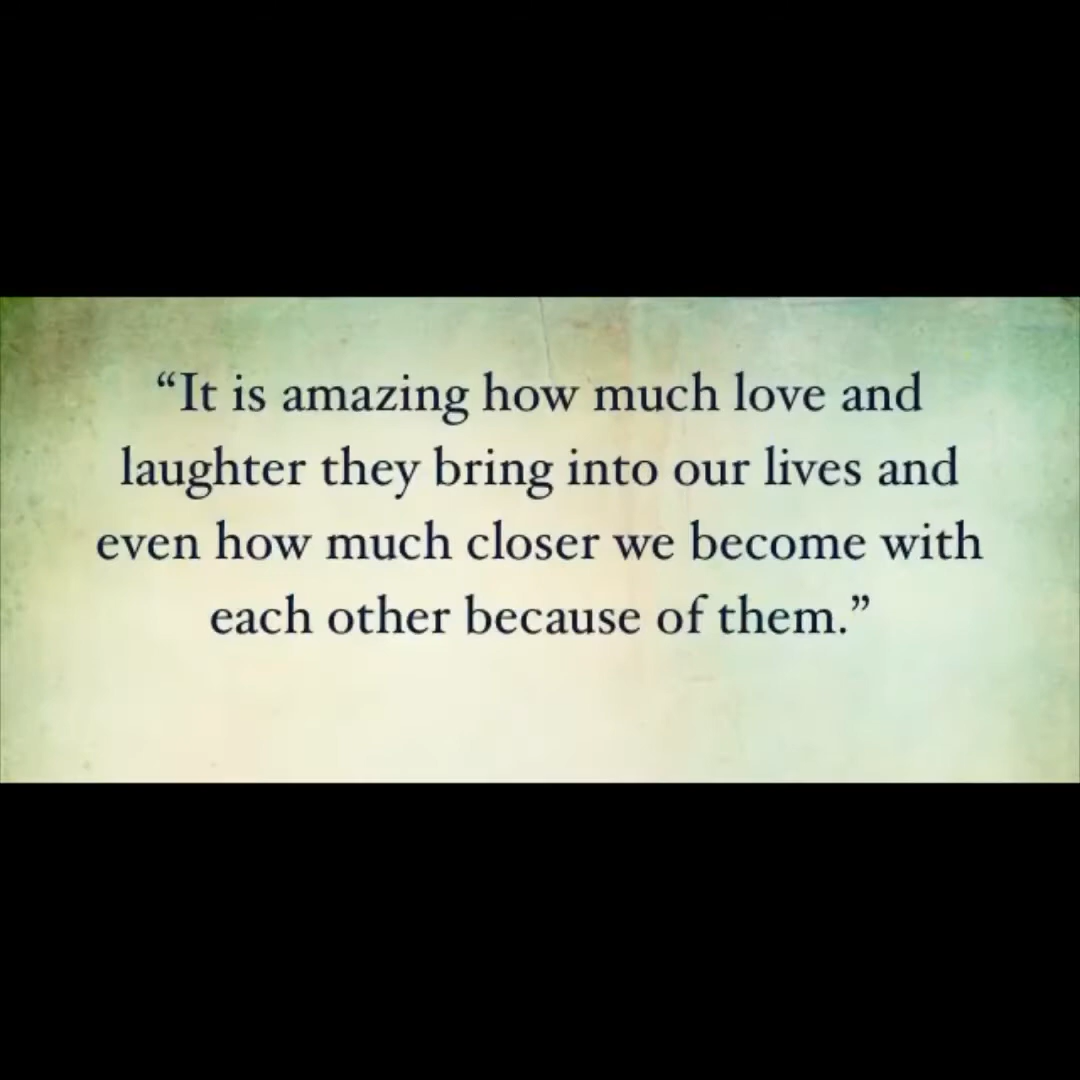 “It is amazing how much love and
laughter they bring into our lives and
even how much closer we become with
each other because of them.”